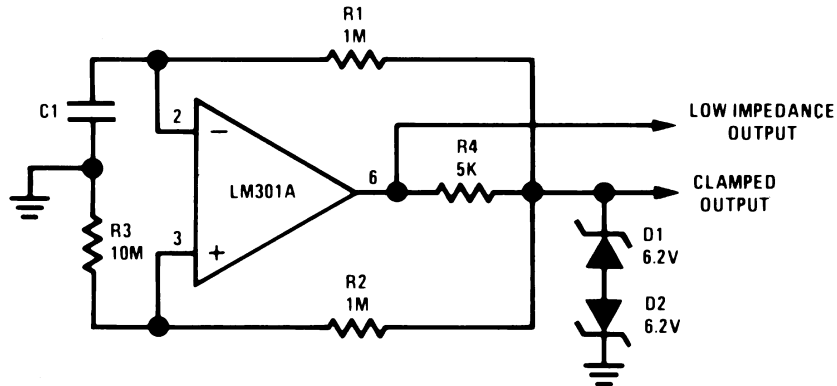 R1
1M
C1
2
LOW IMPEDANCE
OUTPUT
R4
5K
6
LM301A
CLAMPED
OUTPUT
R3
10M
3
D1
6.2V
R2
1M
D2
6.2V